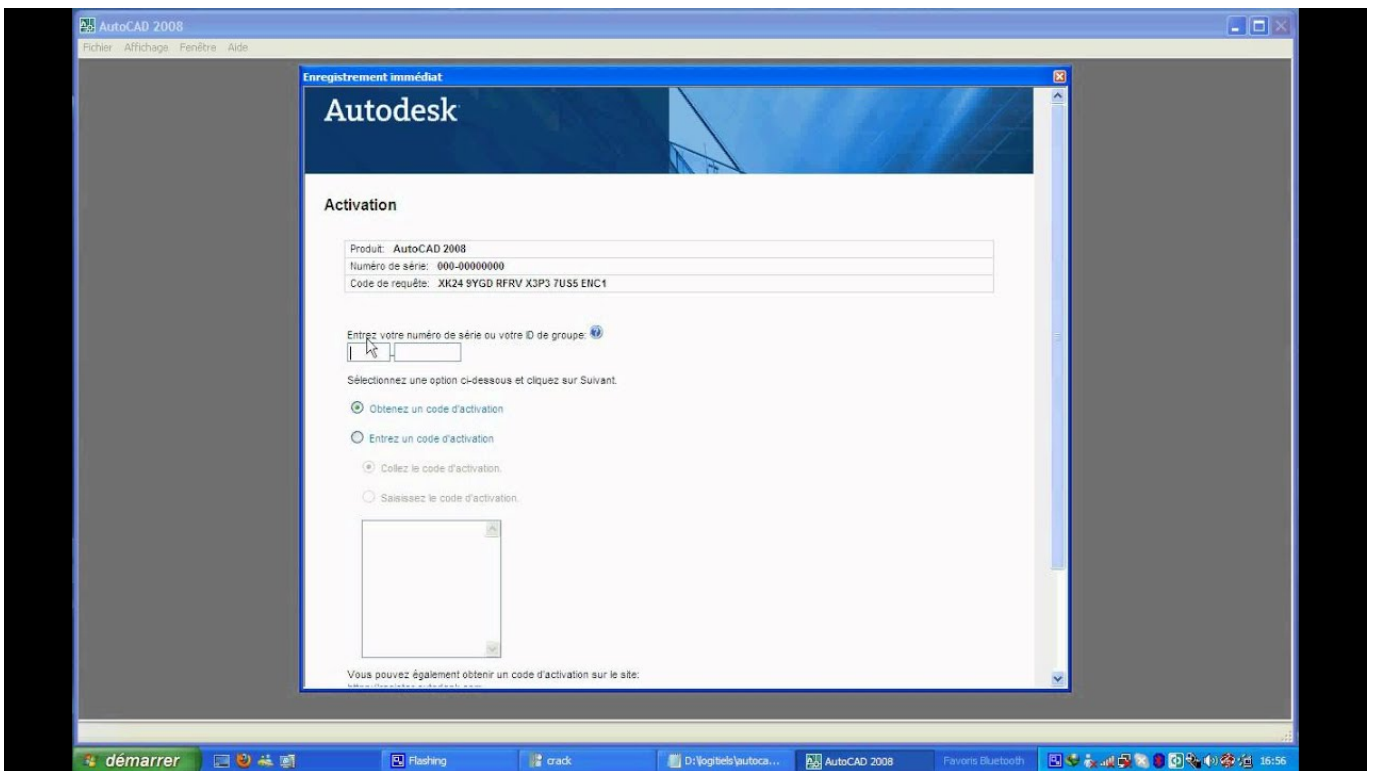 AutoCAD 2008
Fichier Affichage Fenêtre Aide
Enregistrement immédiat
Autodesk
Activation
Produit: AutoCAD 2008
Numéro de série: 000-00000000
Code de requête: XK24 9YGD RFRV X3P3 7US5 ENC1
Entrez votre numéro de série ou votre ID de groupe:
-
Sélectionnez une option ci-dessous et cliquez sur Suivant.
Obtenez un code d'activation
Entrez un code d'activation
Collez le code d'activation.
Saisissez le code d'activation.
Vous pouvez également obtenir un code d'activation sur le site:
démarrer Flashing crack D:\logitiels\autoca... AutoCAD 2008 Favoris Bluetooth 16:56